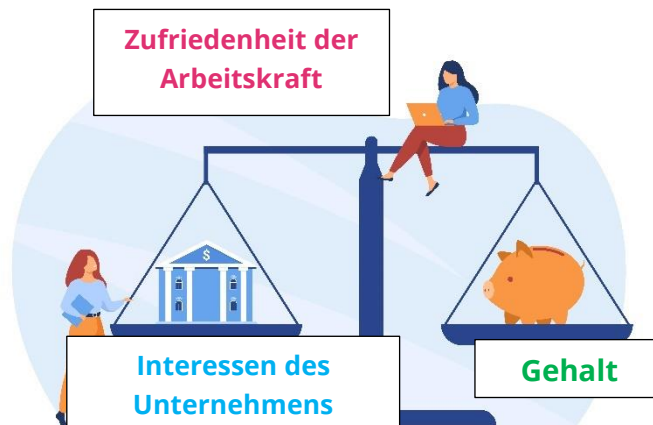 Zufriedenheit der
Arbeitskraft
$
Interessen des
Unternehmens
Gehalt